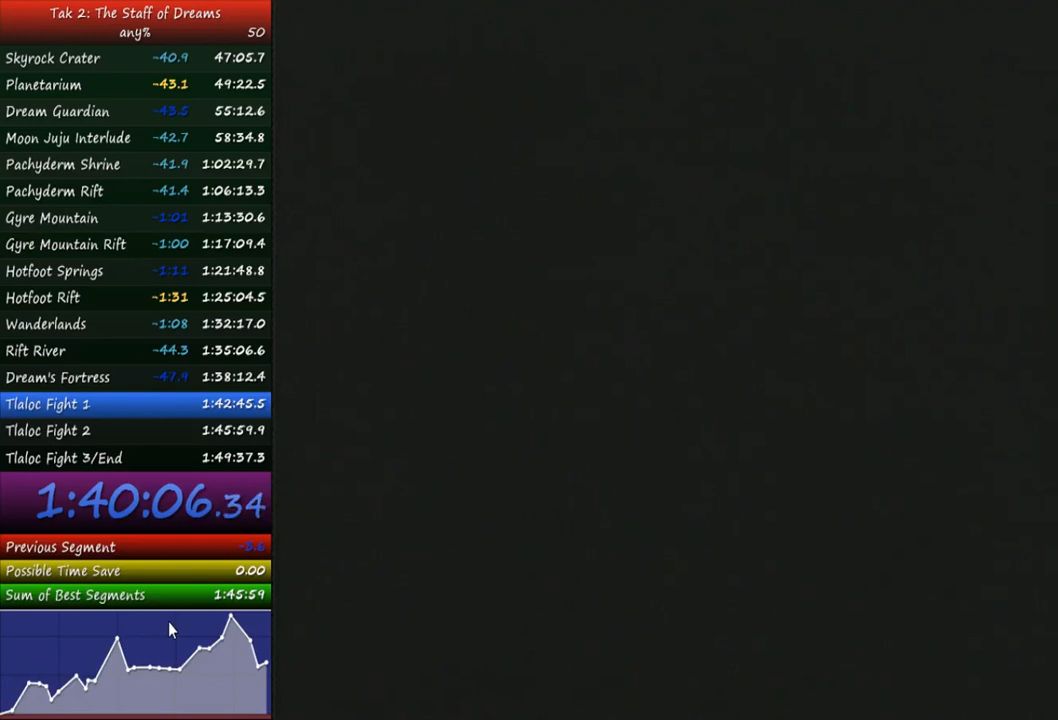 Tak 2: The Staff of Dreams
any% 50
Skyrock Crater -40.9 47:05.7
Planetarium -43.1 49:22.5
Dream Guardian -43.5 55:12.6
Moon Juju Interlude -42.7 58:34.8
Pachyderm Shrine -41.9 1:02:29.7
Pachyderm Rift -41.4 1:06:13.3
Gyre Mountain -1:01 1:13:30.6
Gyre Mountain Rift -1:00 1:17:09.4
Hotfoot Springs -1:11 1:21:48.8
Hotfoot Rift -1:31 1:25:04.5
Wanderlands -1:08 1:32:17.0
Rift River -44.3 1:35:06.6
Dream's Fortress -47.9 1:38:12.4
Tlaloc Fight 1 1:42:45.5
Tlaloc Fight 2 1:45:59.9
Tlaloc Fight 3/End 1:49:37.3
1:40:06.34
Previous Segment -3.6
Possible Time Save 0.00
Sum of Best Segments 1:45:59